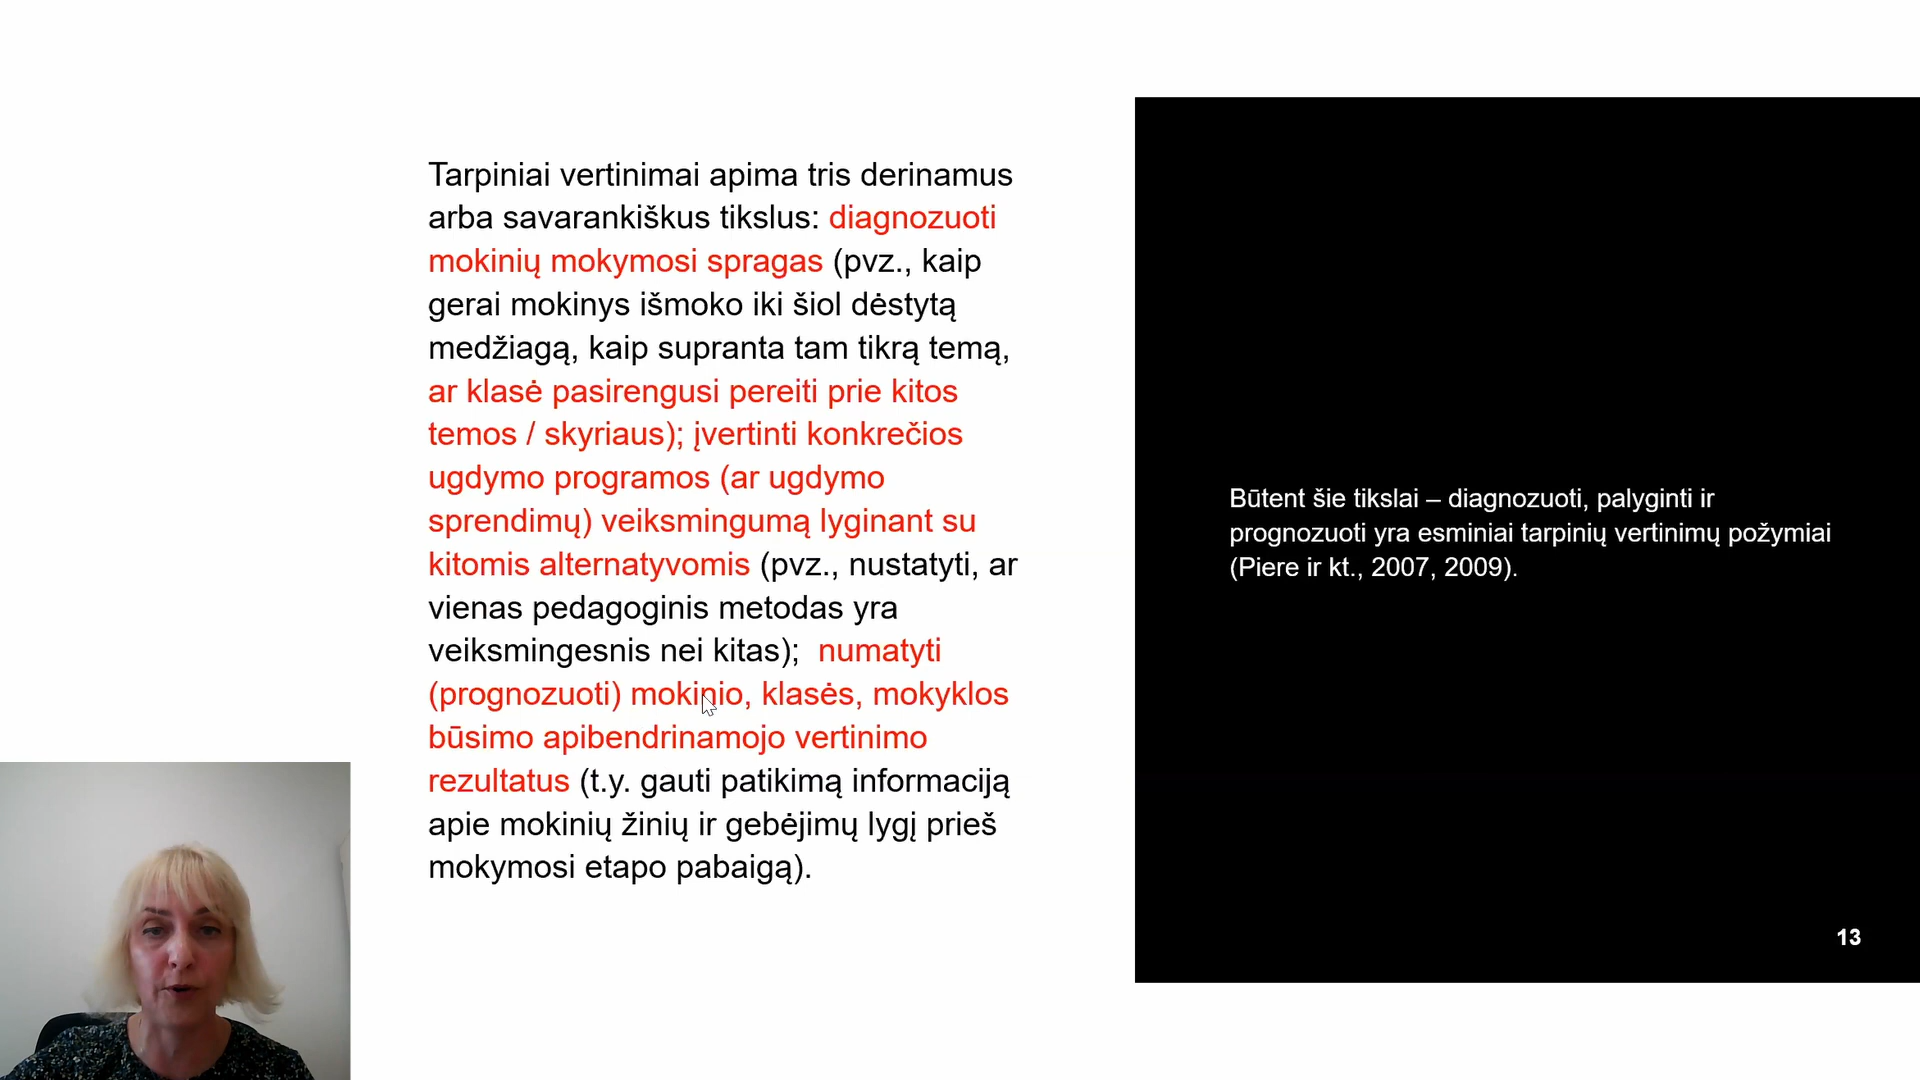 Tarpiniai vertinimai apima tris derinamus
arba savarankiškus tikslus: diagnozuoti
mokinių mokymosi spragas (pvz., kaip
gerai mokinys išmoko iki šiol dėstytą
medžiagą, kaip supranta tam tikrą temą,
ar klasė pasirengusi pereiti prie kitos
temos / skyriaus); įvertinti konkrečios
ugdymo programos (ar ugdymo
sprendimų) veiksmingumą lyginant su
kitomis alternatyvomis (pvz., nustatyti, ar
vienas pedagoginis metodas yra
veiksmingesnis nei kitas);  numatyti
(prognozuoti) mokinio, klasės, mokyklos
būsimo apibendrinamojo vertinimo
rezultatus (t.y. gauti patikimą informaciją
apie mokinių žinių ir gebėjimų lygį prieš
mokymosi etapo pabaigą).
Būtent šie tikslai – diagnozuoti, palyginti ir
prognozuoti yra esminiai tarpinių vertinimų požymiai
(Piere ir kt., 2007, 2009).
13